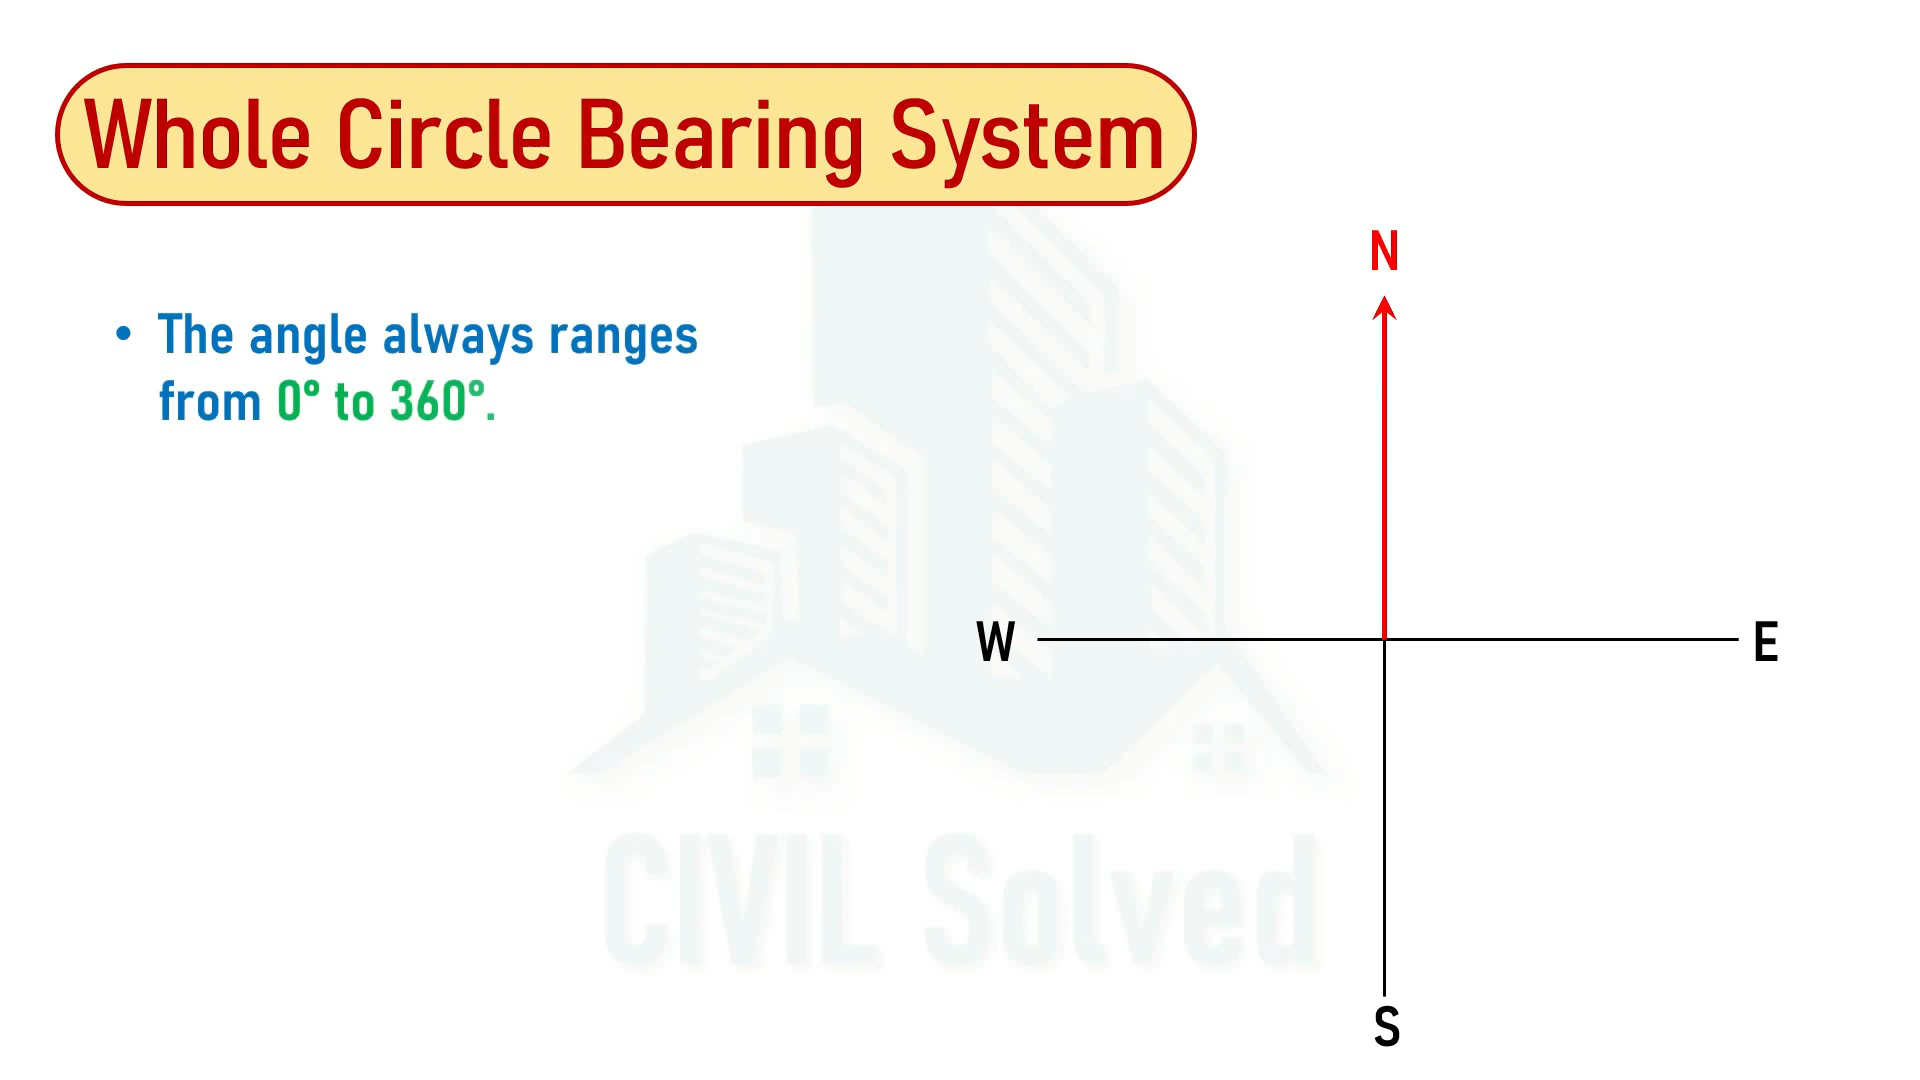 Whole Circle Bearing System
N
• The angle always ranges
from 0° to 360°.
W
E
CIVIL Solved
S